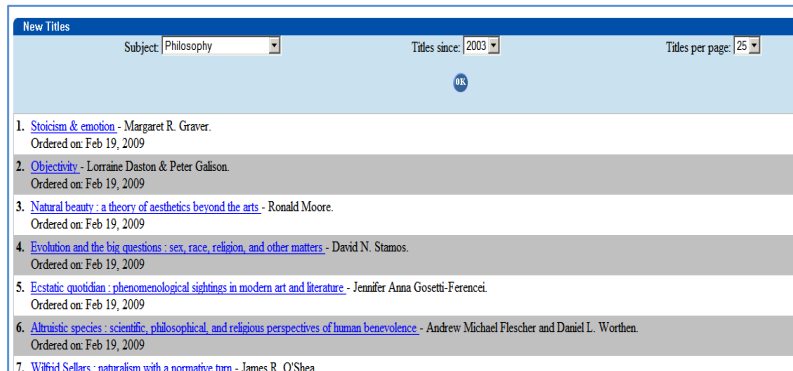 New Titles
Subject: Philosophy Titles since: 2003 Titles per page: 25
OK
1. Stoicism & emotion - Margaret R. Graver.
Ordered on: Feb 19, 2009
2. Objectivity - Lorraine Daston & Peter Galison.
Ordered on: Feb 19, 2009
3. Natural beauty : a theory of aesthetics beyond the arts - Ronald Moore.
Ordered on: Feb 19, 2009
4. Evolution and the big questions : sex, race, religion, and other matters - David N. Stamos.
Ordered on: Feb 19, 2009
5. Ecstatic quotidian : phenomenological sightings in modern art and literature - Jennifer Anna Gosetti-Ferencei.
Ordered on: Feb 19, 2009
6. Altruistic species : scientific, philosophical, and religious perspectives of human benevolence - Andrew Michael Flescher and Daniel L. Worthen.
Ordered on: Feb 19, 2009
7. Wilfrid Sellars : naturalism with a normative turn - James R. O'Shea